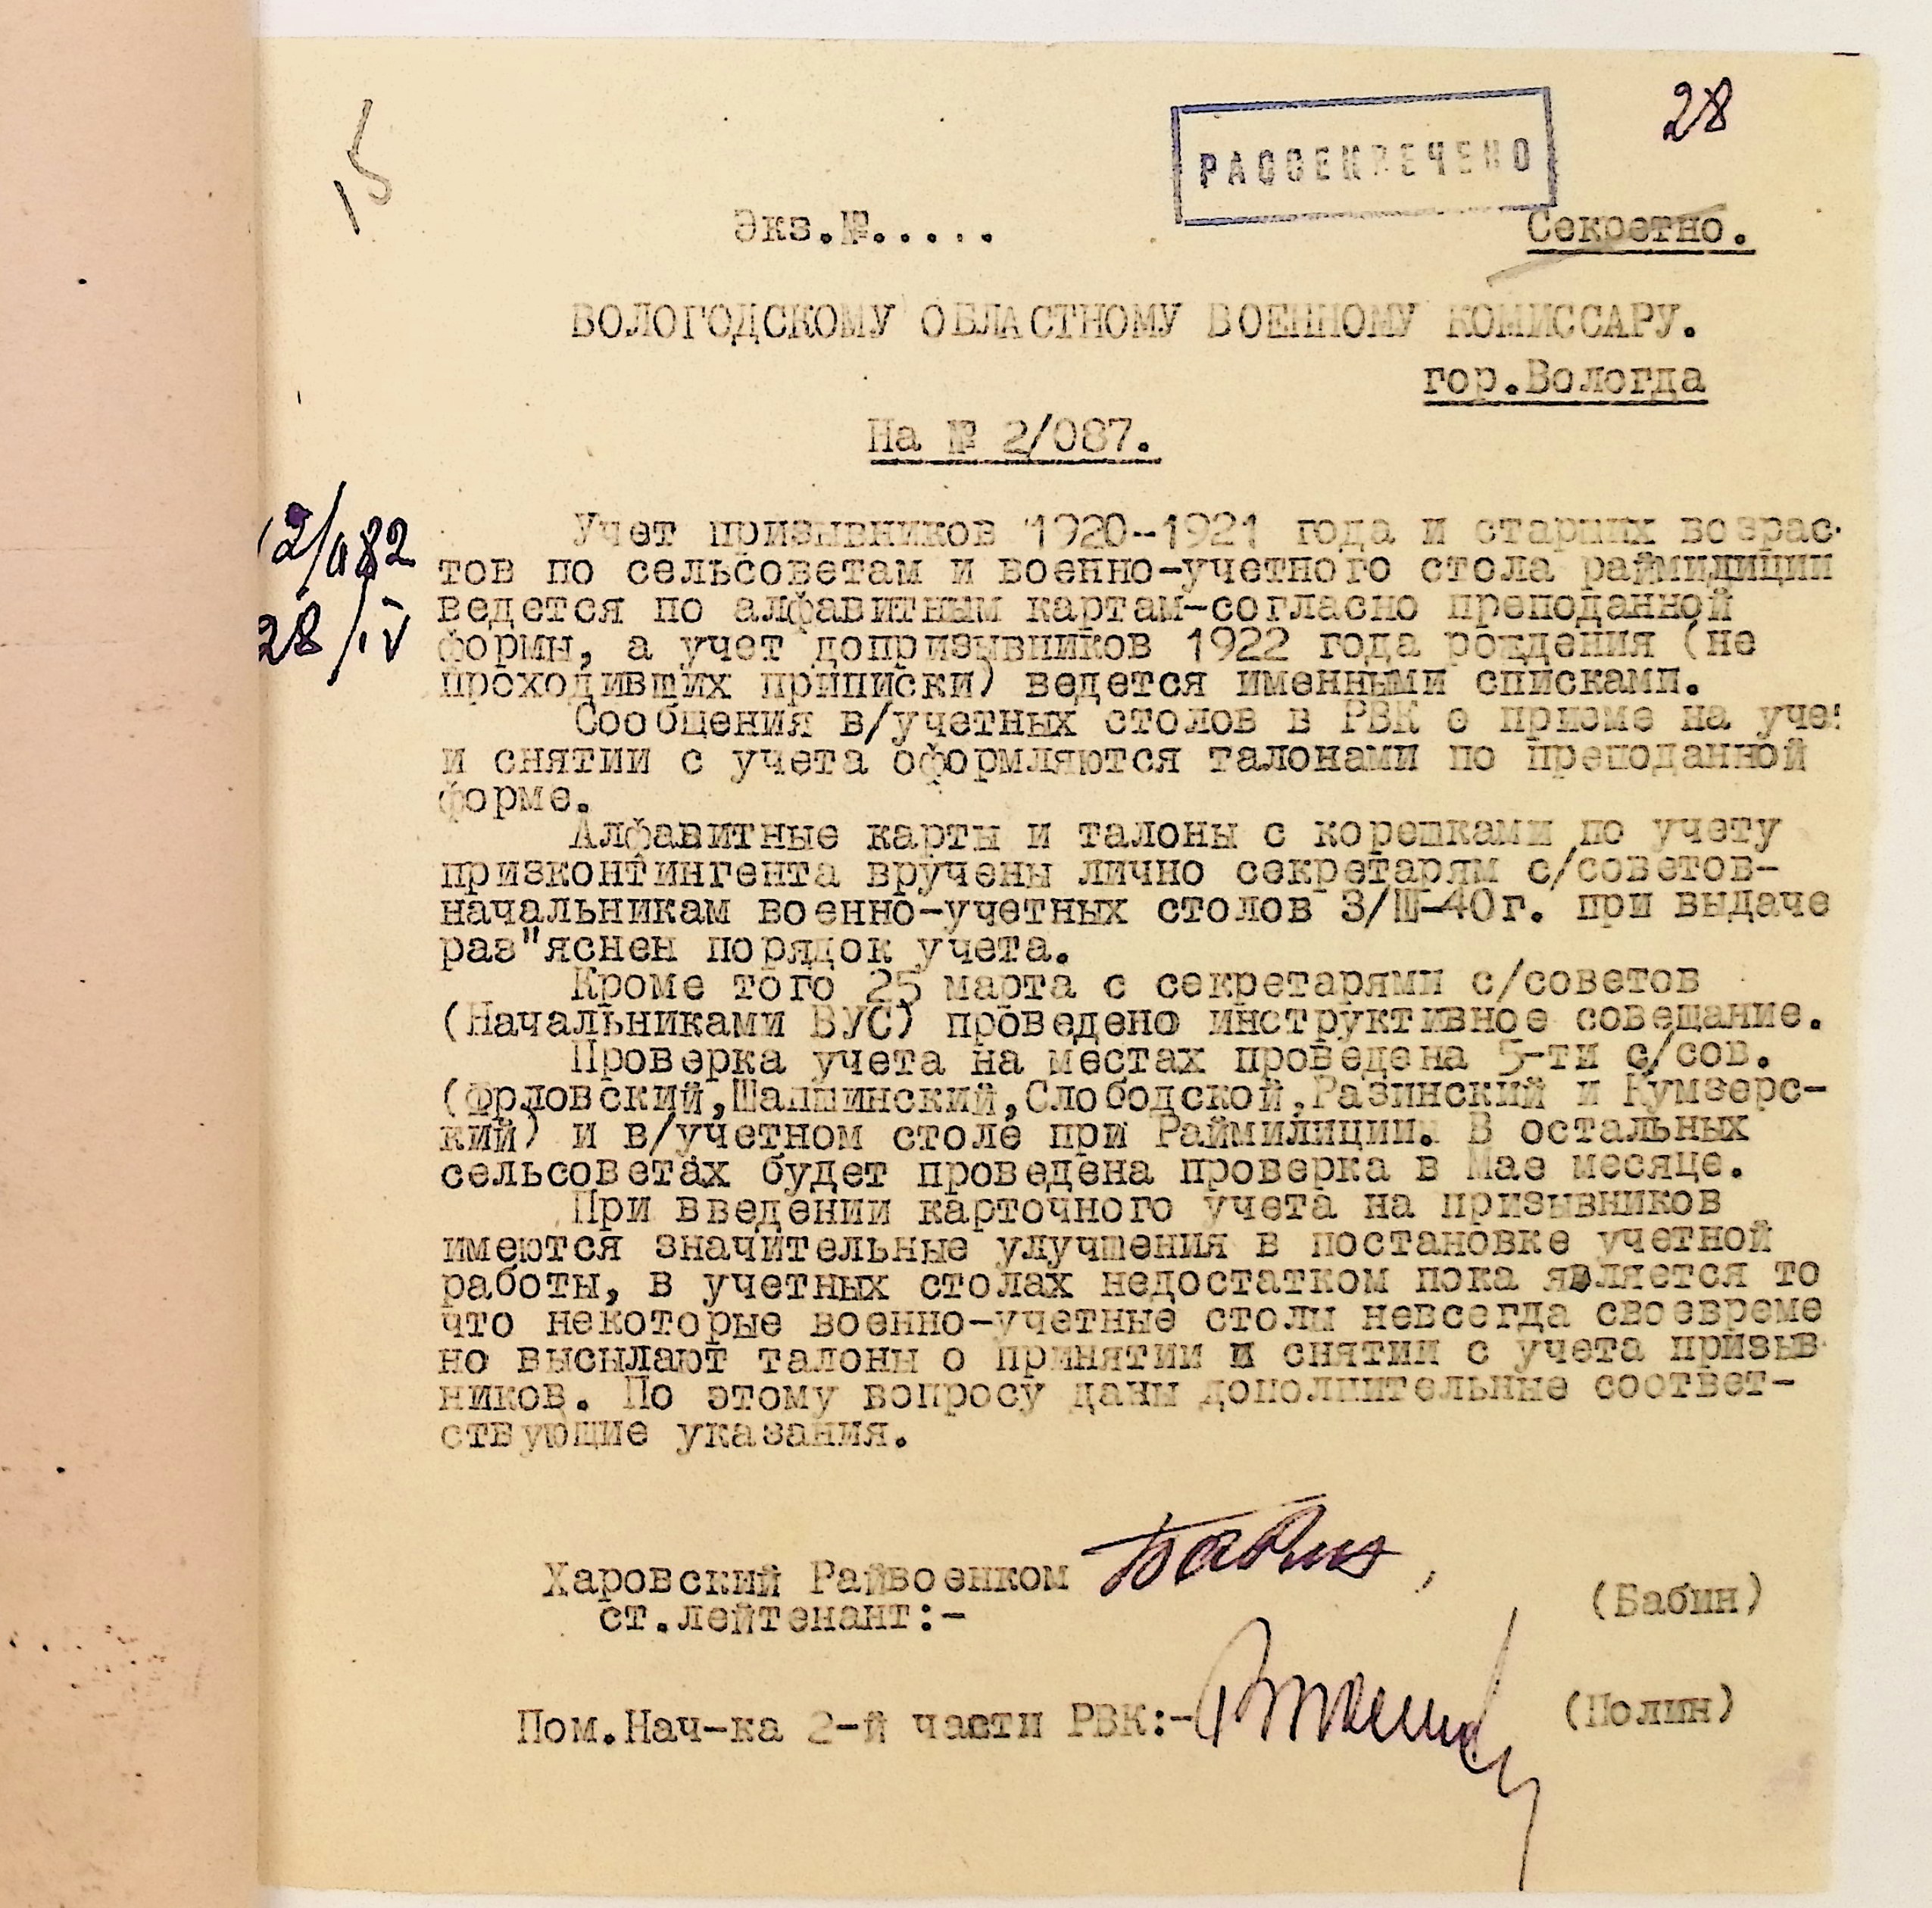 28
15
РАССЕКРЕЧЕНО
Экз.№.....
Секретно.
ВОЛОГОДСКОМУ ОБЛАСТНОМУ ВОЕННОМУ КОМИССАРУ.
гор.Вологда
На № 2/087.
2/082
28/IV
Учет призывников 1920-1921 года и старших возрас-
тов по сельсоветам и военно-учетного стола раймилиции
ведется по алфавитным картам-согласно преподанной
формы, а учет допризывников 1922 года рождения (не
проходивших приписки) ведется именными списками.
Сообщения в/учетных столов в РВК о приеме на уче
и снятии с учета оформляются талонами по преподанной
форме.
Алфавитные карты и талоны с корешками по учету
призконтингента вручены лично секретарям с/советов-
начальникам военно-учетных столов 3/III-40г. при выдаче
раз"яснен порядок учета.
Кроме того 25 марта с секретарями с/советов
(Начальниками ВУС) проведено инструктивное совещание.
Проверка учета на местах проведена 5-ти с/сов.
(Фрловский,Шапшинский,Слободской,Разинский и Кумзерс-
кий) и в/учетном столе при Раймилиции. В остальных
сельсоветах будет проведена проверка в Мае месяце.
При введении карточного учета на призывников
имеются значительные улучшения в постановке учетной
работы, в учетных столах недостатком пока является то
что некоторые военно-учетные столы невсегда своевреме
но высылают талоны о принятии и снятии с учета призыв-
ников. По этому вопросу даны дополнительные соответ-
ствующие указания.
Харовский Райвоенком Бабин
ст.лейтенант:-
(Бабин)
Пом.Нач-ка 2-й части РВК:-
(Полин)